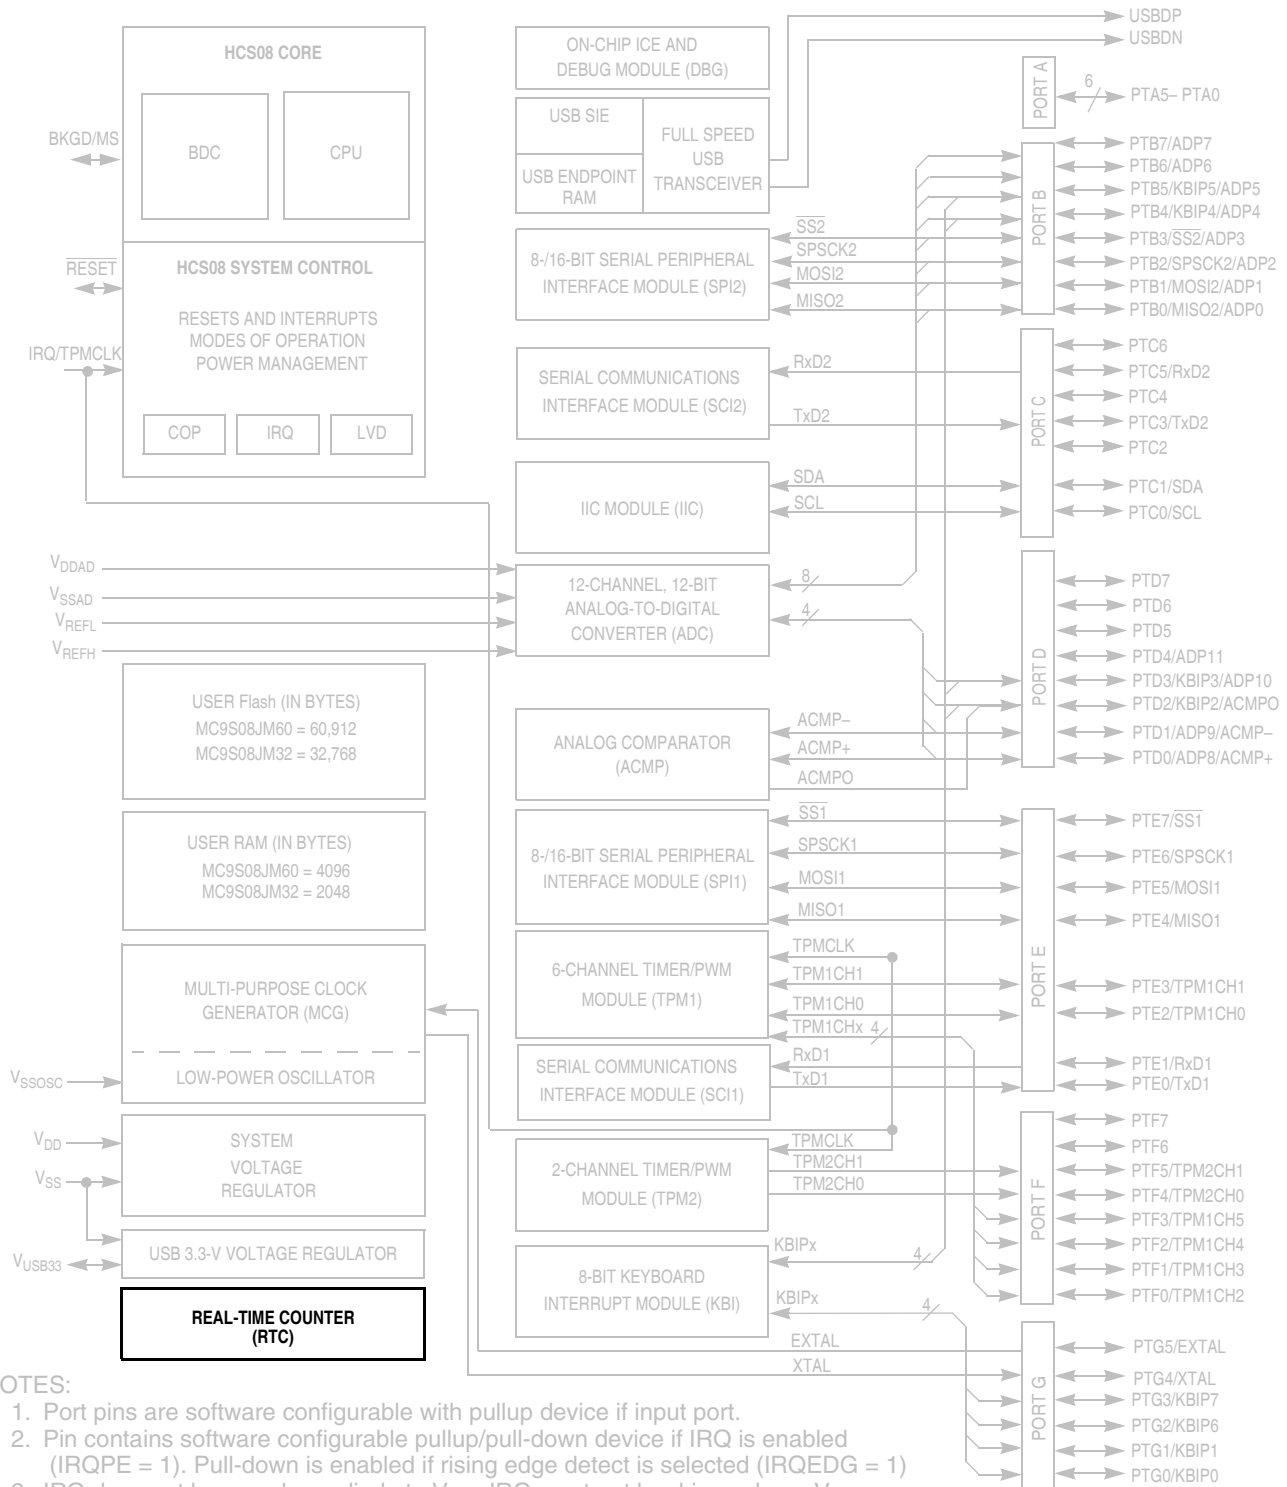 HCS08 CORE
BDC
CPU
BKGD/MS
HCS08 SYSTEM CONTROL
RESET
RESETS AND INTERRUPTS
MODES OF OPERATION
POWER MANAGEMENT
IRQ/TPMCLK
COP
IRQ
LVD
VDDAD
VSSAD
VREFL
VREFH
USER Flash (IN BYTES)
MC9S08JM60 = 60,912
MC9S08JM32 = 32,768
USER RAM (IN BYTES)
MC9S08JM60 = 4096
MC9S08JM32 = 2048
MULTI-PURPOSE CLOCK
GENERATOR (MCG)
LOW-POWER OSCILLATOR
VSSOSC
VDD
VSS
SYSTEM
VOLTAGE
REGULATOR
USB 3.3-V VOLTAGE REGULATOR
VUSB33
REAL-TIME COUNTER
(RTC)
ON-CHIP ICE AND
DEBUG MODULE (DBG)
USB SIE
USB ENDPOINT
RAM
FULL SPEED
USB
TRANSCEIVER
8-/16-BIT SERIAL PERIPHERAL
INTERFACE MODULE (SPI2)
SS2
SPSCK2
MOSI2
MISO2
SERIAL COMMUNICATIONS
INTERFACE MODULE (SCI2)
RxD2
TxD2
IIC MODULE (IIC)
SDA
SCL
12-CHANNEL, 12-BIT
ANALOG-TO-DIGITAL
CONVERTER (ADC)
8
4
ANALOG COMPARATOR
(ACMP)
ACMP–
ACMP+
ACMPO
8-/16-BIT SERIAL PERIPHERAL
INTERFACE MODULE (SPI1)
SS1
SPSCK1
MOSI1
MISO1
6-CHANNEL TIMER/PWM
MODULE (TPM1)
TPMCLK
TPM1CH1
TPM1CH0
TPM1CHx 4
SERIAL COMMUNICATIONS
INTERFACE MODULE (SCI1)
RxD1
TxD1
2-CHANNEL TIMER/PWM
MODULE (TPM2)
TPMCLK
TPM2CH1
TPM2CH0
8-BIT KEYBOARD
INTERRUPT MODULE (KBI)
KBIPx
4
KBIPx
4
EXTAL
XTAL
USBDP
USBDN
PORT A
6
PTA5– PTA0
PORT B
PTB7/ADP7
PTB6/ADP6
PTB5/KBIP5/ADP5
PTB4/KBIP4/ADP4
PTB3/SS2/ADP3
PTB2/SPSCK2/ADP2
PTB1/MOSI2/ADP1
PTB0/MISO2/ADP0
PORT C
PTC6
PTC5/RxD2
PTC4
PTC3/TxD2
PTC2
PTC1/SDA
PTC0/SCL
PORT D
PTD7
PTD6
PTD5
PTD4/ADP11
PTD3/KBIP3/ADP10
PTD2/KBIP2/ACMPO
PTD1/ADP9/ACMP–
PTD0/ADP8/ACMP+
PORT E
PTE7/SS1
PTE6/SPSCK1
PTE5/MOSI1
PTE4/MISO1
PTE3/TPM1CH1
PTE2/TPM1CH0
PTE1/RxD1
PTE0/TxD1
PORT F
PTF7
PTF6
PTF5/TPM2CH1
PTF4/TPM2CH0
PTF3/TPM1CH5
PTF2/TPM1CH4
PTF1/TPM1CH3
PTF0/TPM1CH2
PORT G
PTG5/EXTAL
PTG4/XTAL
PTG3/KBIP7
PTG2/KBIP6
PTG1/KBIP1
PTG0/KBIP0
OTES:
1. Port pins are software configurable with pullup device if input port.
2. Pin contains software configurable pullup/pull-down device if IRQ is enabled
(IRQPE = 1). Pull-down is enabled if rising edge detect is selected (IRQEDG = 1)